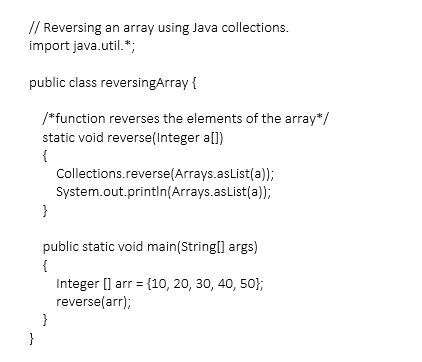 // Reversing an array using Java collections.
import java.util.*;

public class reversingArray {

/*function reverses the elements of the array*/
static void reverse(Integer a[])
{
Collections.reverse(Arrays.asList(a));
System.out.println(Arrays.asList(a));
}

public static void main(String[] args)
{
Integer [] arr = {10, 20, 30, 40, 50};
reverse(arr);
}
}